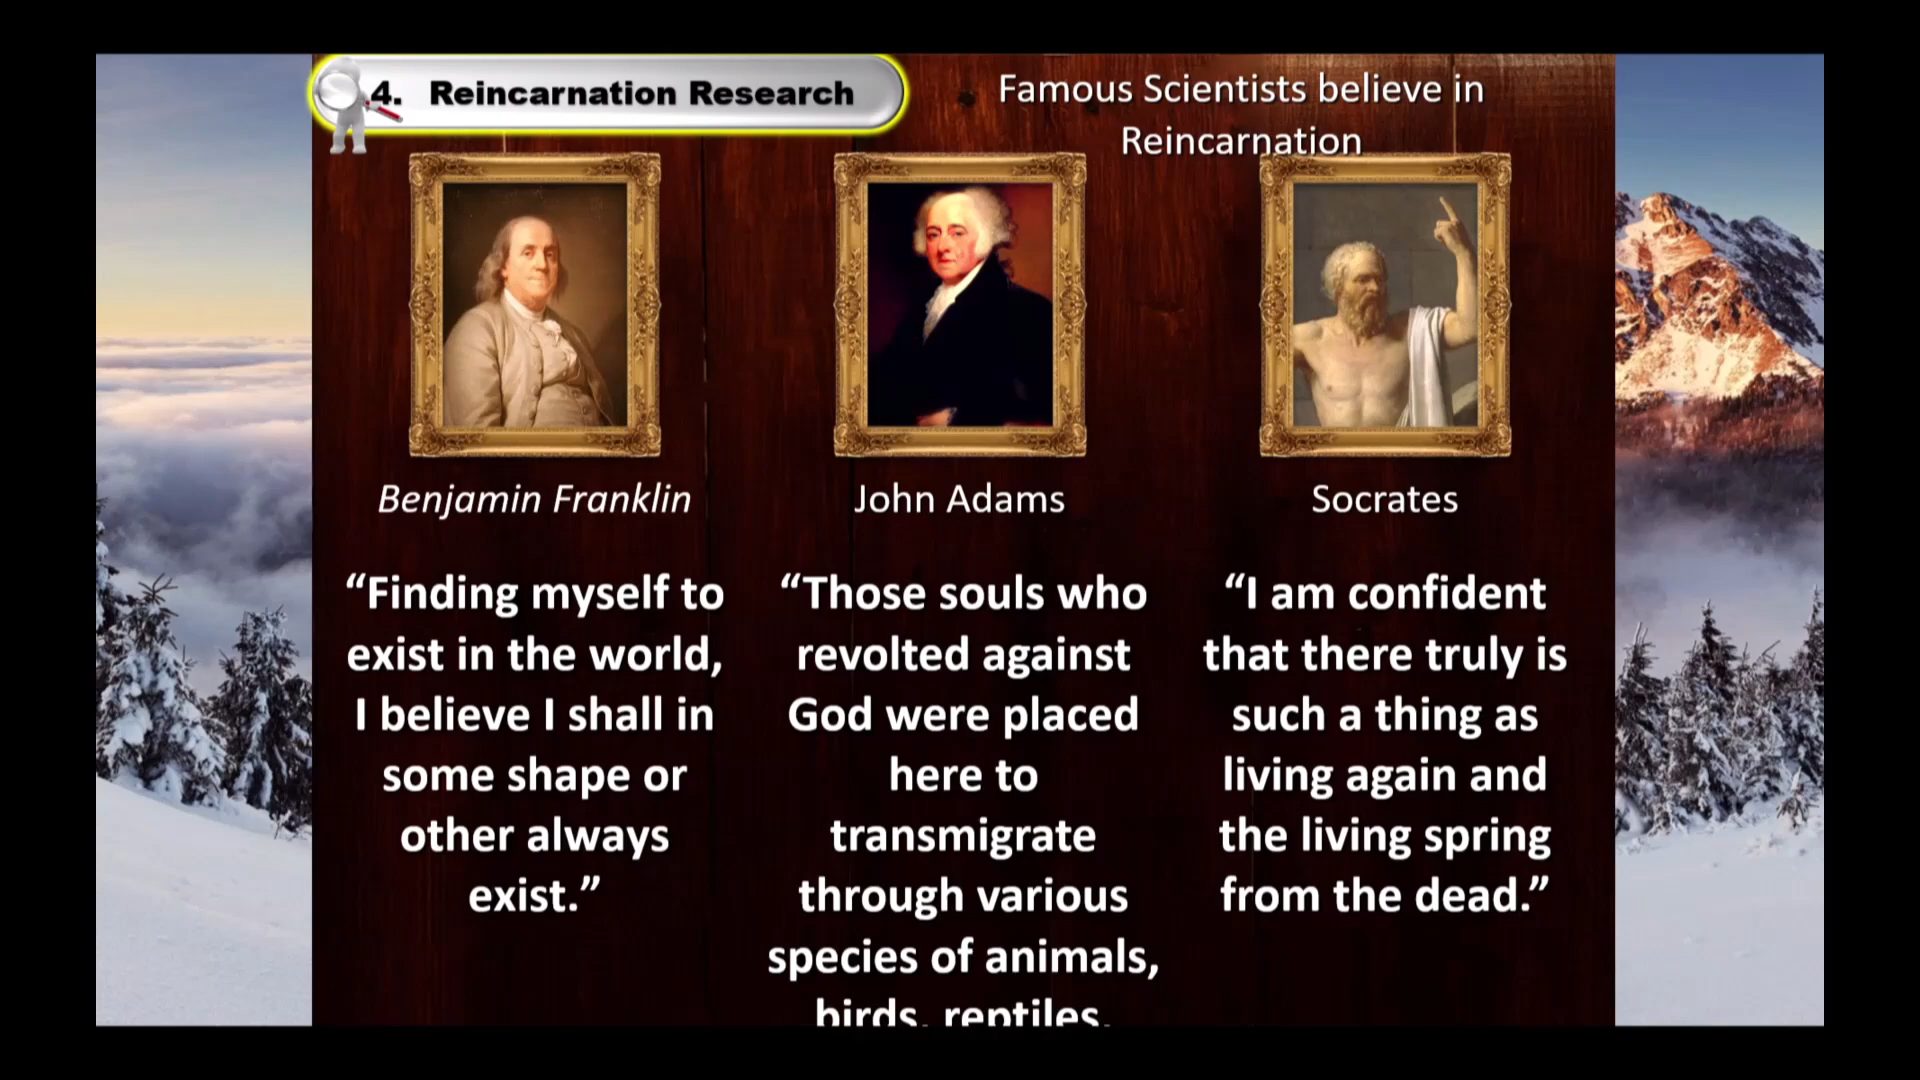 4. Reincarnation Research
Famous Scientists believe in
Reincarnation
Benjamin Franklin
“Finding myself to
exist in the world,
I believe I shall in
some shape or
other always
exist.”
John Adams
“Those souls who
revolted against
God were placed
here to
transmigrate
through various
species of animals,
birds, reptiles,
Socrates
“I am confident
that there truly is
such a thing as
living again and
the living spring
from the dead.”